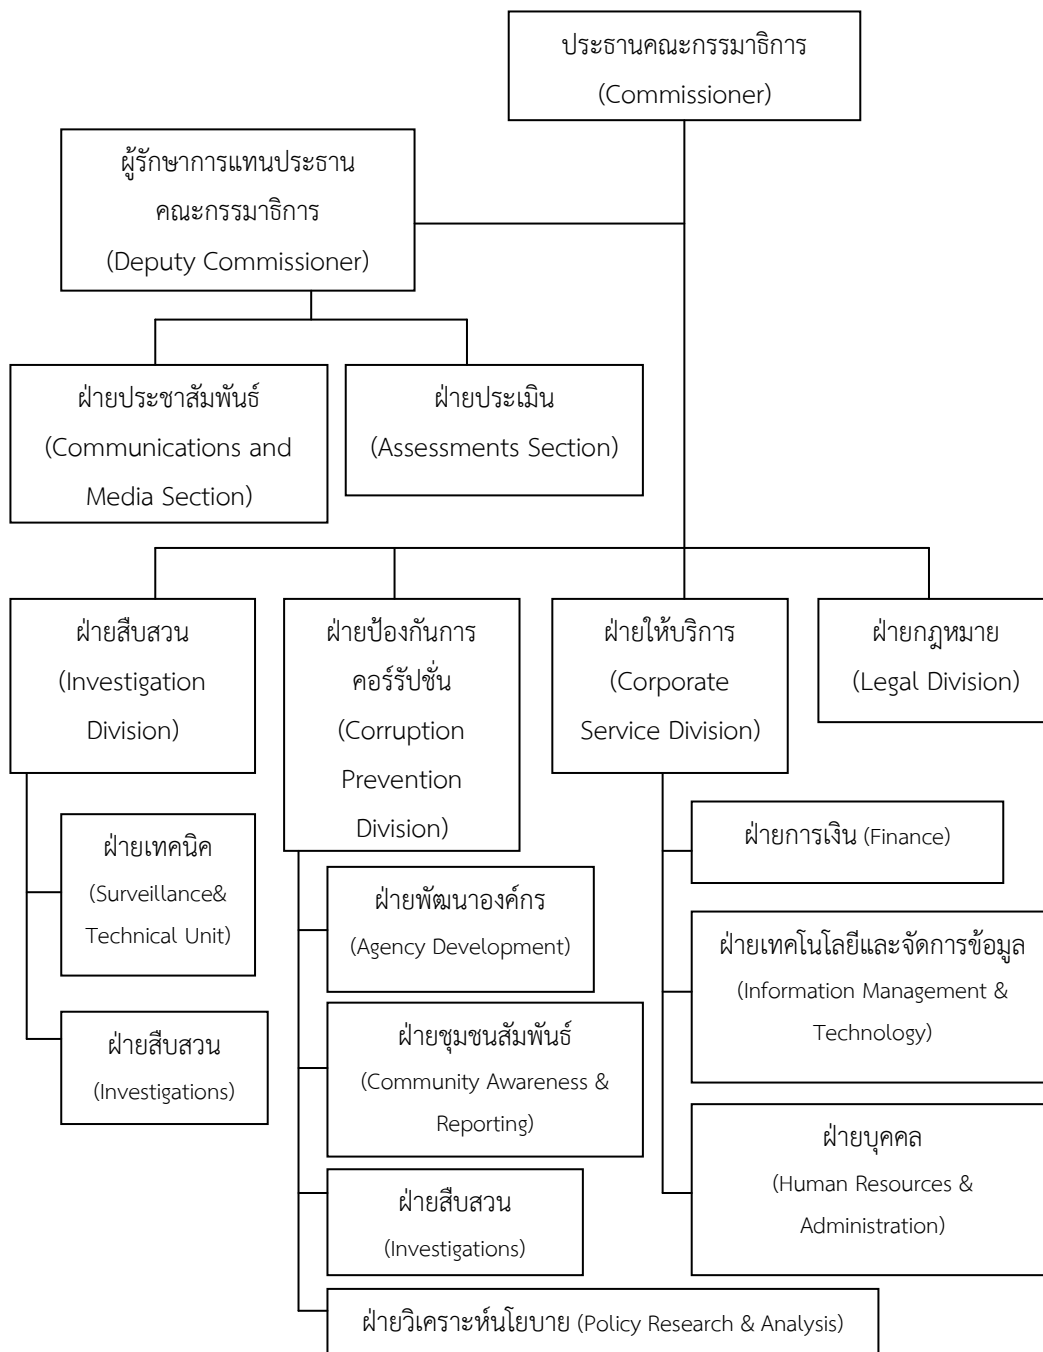 ประธานคณะกรรมาธิการ
(Commissioner)
ผู้รักษาการแทนประธาน
คณะกรรมาธิการ
(Deputy Commissioner)
ฝ่ายประชาสัมพันธ์
(Communications and
Media Section)
ฝ่ายประเมิน
(Assessments Section)
ฝ่ายสืบสวน
(Investigation
Division)
ฝ่ายป้องกันการ
คอร์รัปชั่น
(Corruption
Prevention
Division)
ฝ่ายให้บริการ
(Corporate
Service Division)
ฝ่ายกฎหมาย
(Legal Division)
ฝ่ายเทคนิค
(Surveillance&
Technical Unit)
ฝ่ายสืบสวน
(Investigations)
ฝ่ายพัฒนาองค์กร
(Agency Development)
ฝ่ายชุมชนสัมพันธ์
(Community Awareness &
Reporting)
ฝ่ายสืบสวน
(Investigations)
ฝ่ายวิเคราะห์นโยบาย (Policy Research & Analysis)
ฝ่ายการเงิน (Finance)
ฝ่ายเทคโนโลยีและจัดการข้อมูล
(Information Management &
Technology)
ฝ่ายบุคคล
(Human Resources &
Administration)